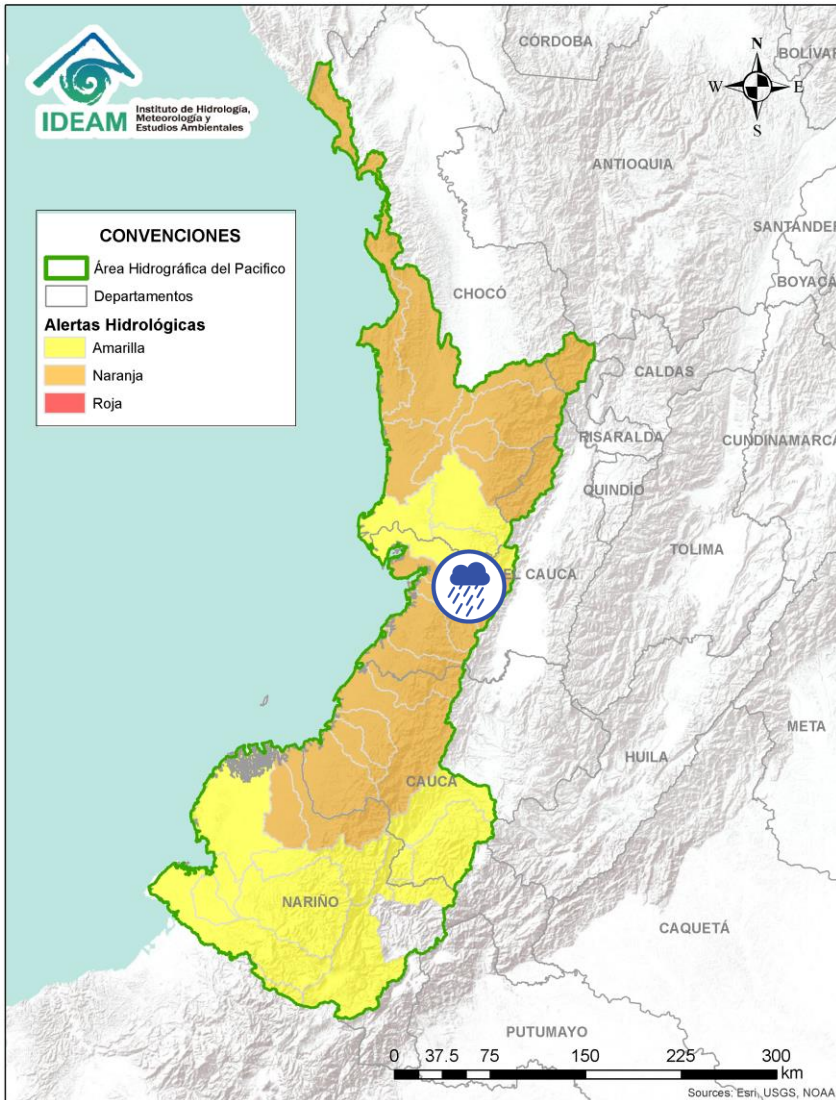 IDEAM
Instituto de Hidrología,
Meteorología y
Estudios Ambientales
N
W
E
S
CÓRDOBA
BOLÍVAR
ANTIOQUIA
SANTANDER
BOYACÁ
CHOCÓ
CALDAS
RISARALDA
CUNDINAMARCA
QUINDÍO
TOLIMA
EL CAUCA
META
HUILA
CAUCA
NARIÑO
CAQUETÁ
PUTUMAYO
CONVENCIONES
Área Hidrográfica del Pacifico
Departamentos
Alertas Hidrológicas
Amarilla
Naranja
Roja
0 37.5 75 150 225 300
km
Sources: Esri, USGS, NOAA